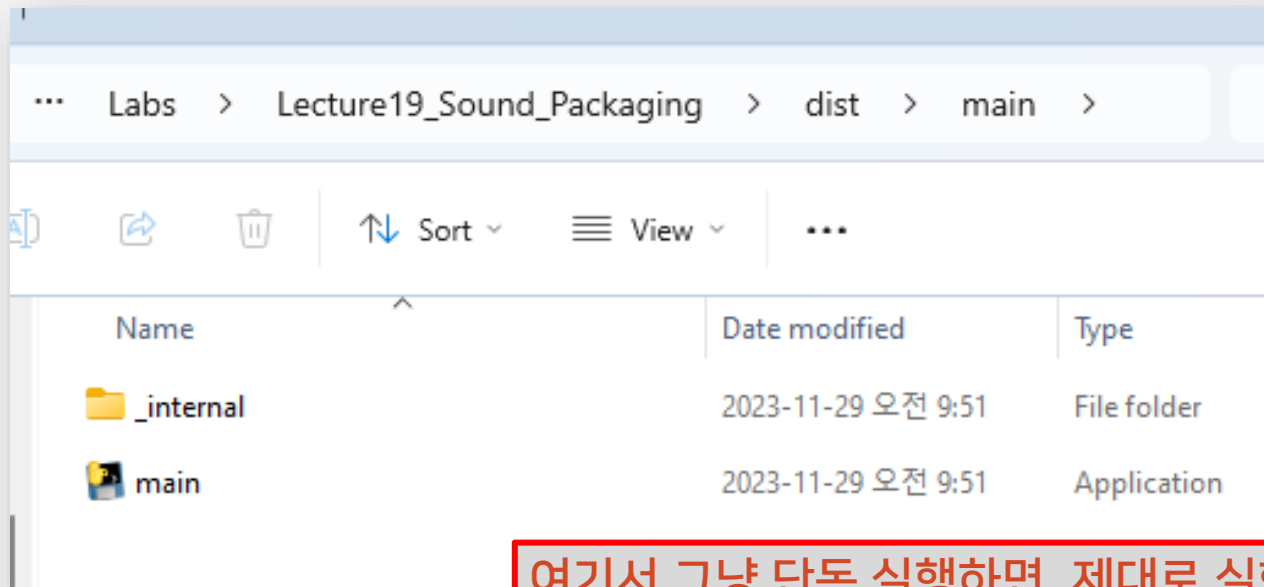 ··· Labs > Lecture19_Sound_Packaging > dist > main >
Sort View ···
Name Date modified Type
_internal 2023-11-29 오전 9:51 File folder
main 2023-11-29 오전 9:51 Application
여기서 그냥 단독 실행하면, 제대로